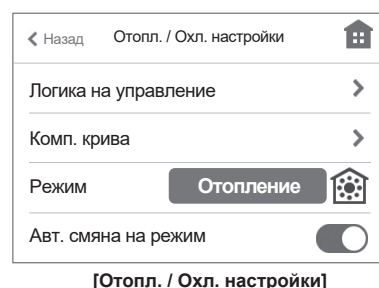 Назад Отопл. / Охл. настройки
Логика на управление
Комп. крива
Режим Отопление
Авт. смяна на режим
[Отопл. / Охл. настройки]